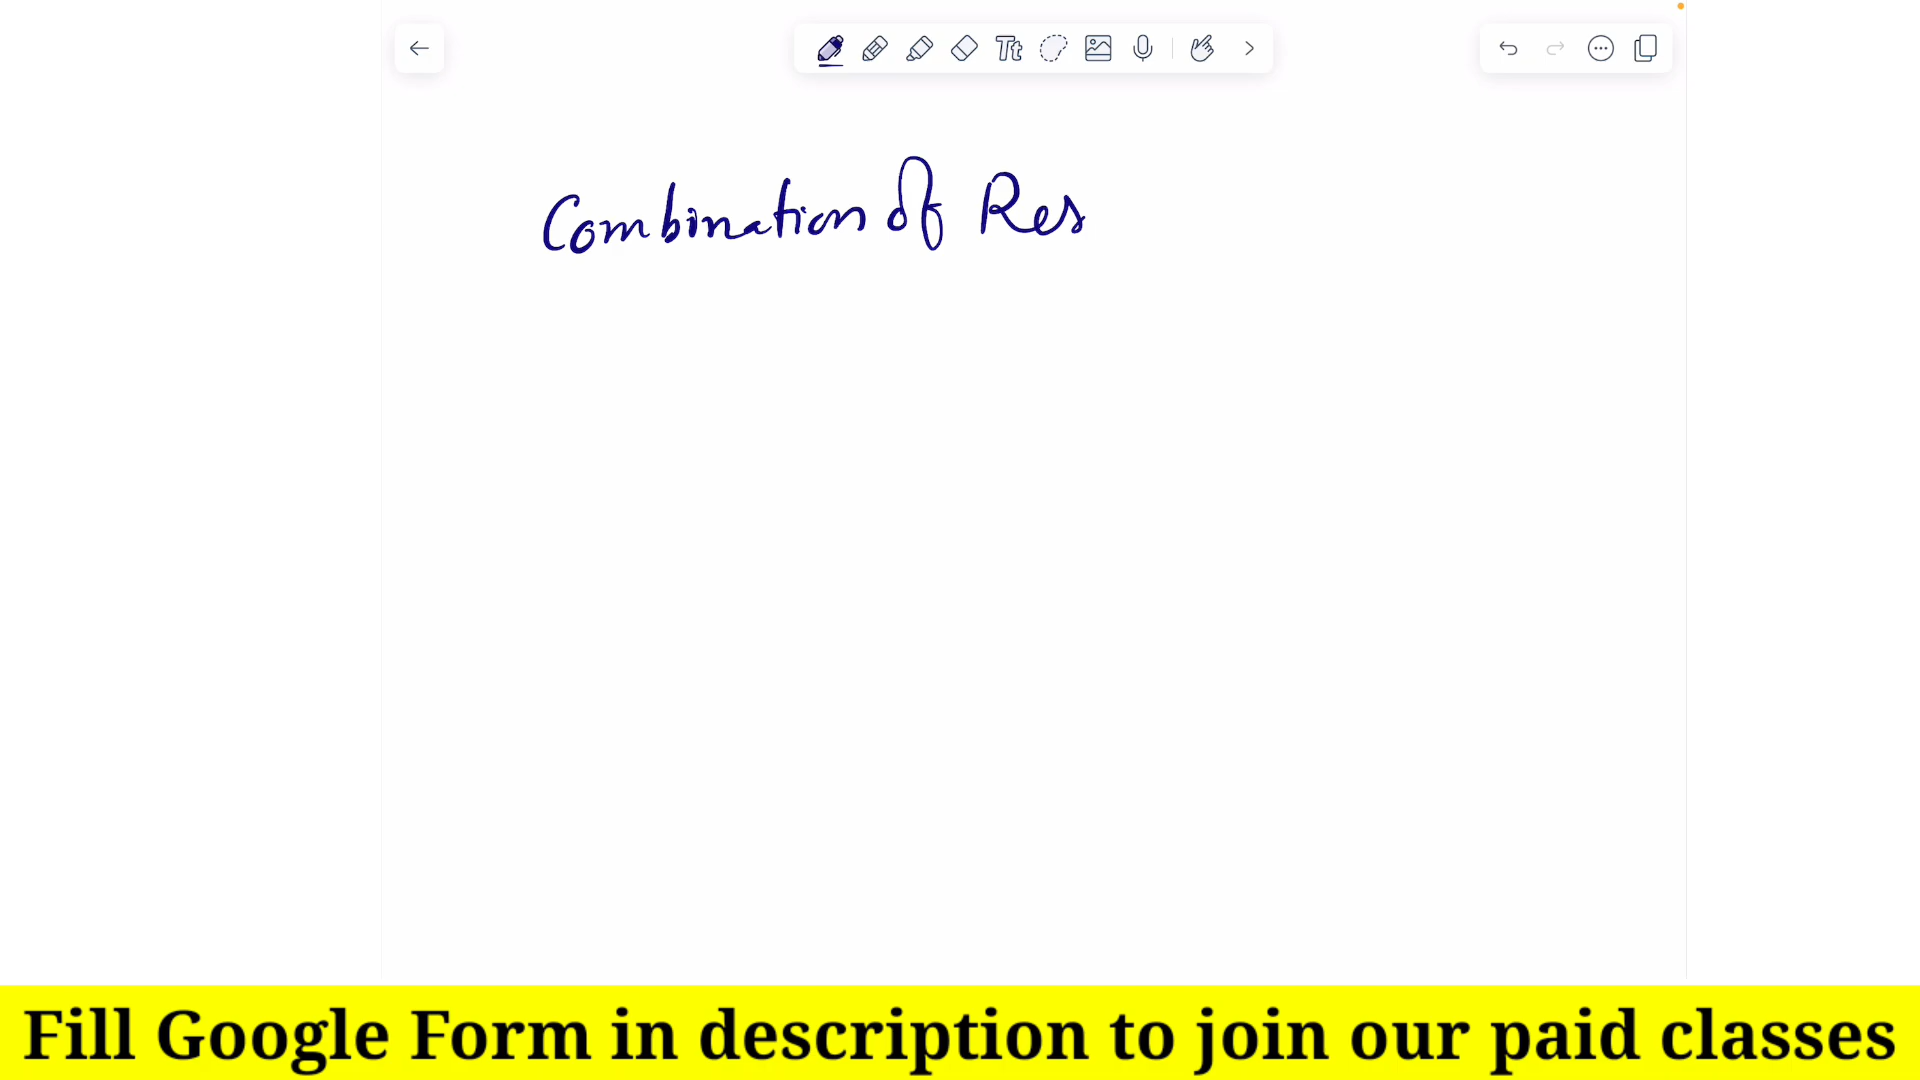 Combination of Res
Fill Google Form in description to join our paid classes